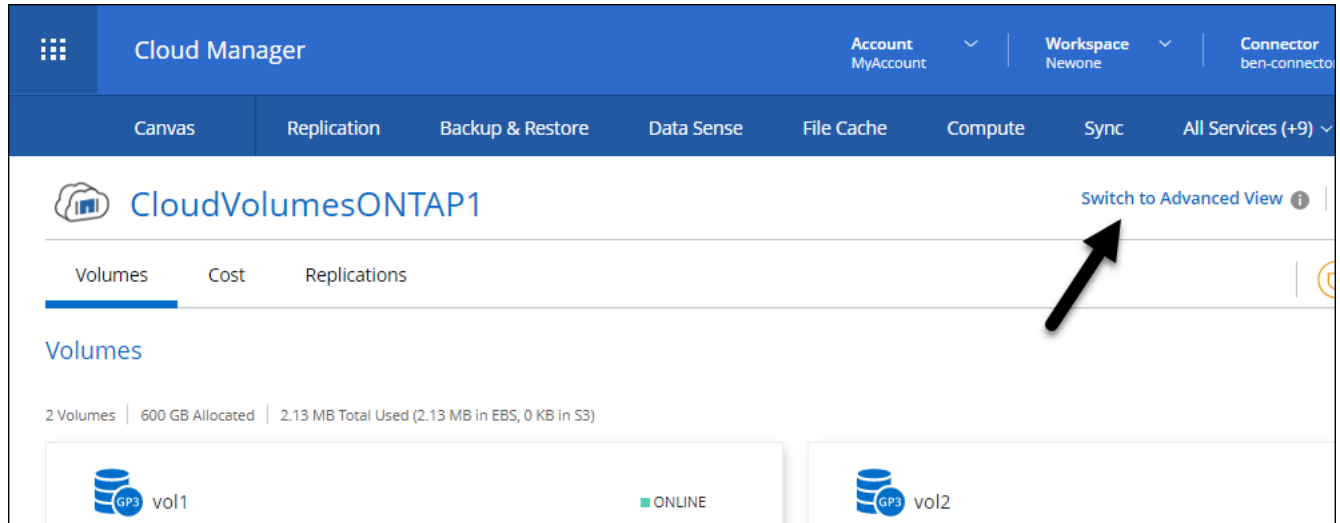 Cloud Manager
Account
MyAccount
Workspace
Newone
Connector
ben-connecto
Canvas Replication Backup & Restore Data Sense File Cache Compute Sync All Services (+9)
CloudVolumesONTAP1
Switch to Advanced View
Volumes Cost Replications
Volumes
2 Volumes 600 GB Allocated 2.13 MB Total Used (2.13 MB in EBS, 0 KB in S3)
GP3 vol1 ONLINE
GP3 vol2